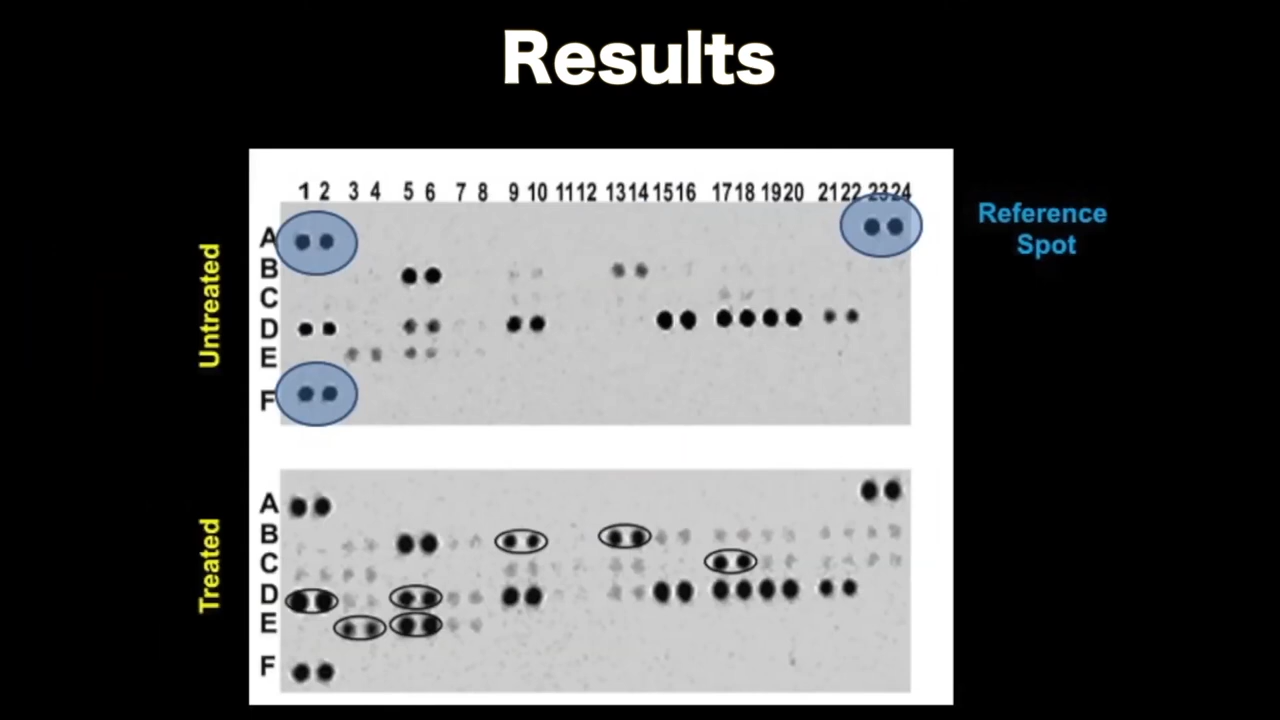 Results
1 2 3 4 5 6 7 8 9 10 11 12 13 14 15 16 17 18 19 20 21 22 23 24
Reference
Spot
Untreated
A
B
C
D
E
F
Treated
A
B
C
D
E
F